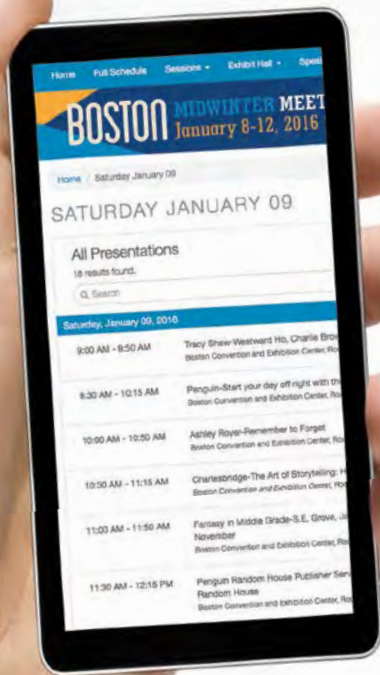 Home Full Schedule Sessions Exhibit Hall
BOSTON MIDWINTER MEET
January 8-12, 2016
Home / Saturday January 09
SATURDAY JANUARY 09
All Presentations
18 results found.
Search
Saturday, January 09, 2016
9:00 AM - 9:50 AM Tracy Shaw-Westward Ho, Charlie Brow
Boston Convention and Exhibition Center, Roo
9:30 AM - 10:15 AM Penguin-Start your day off right with th
Boston Convention and Exhibition Center, Roo
10:00 AM - 10:50 AM Ashley Royer-Remember to Forget
Boston Convention and Exhibition Center, Roo
10:30 AM - 11:15 AM Charlesbridge-The Art of Storytelling: H
Boston Convention and Exhibition Center, Roo
11:00 AM - 11:50 AM Fantasy in Middle Grade-S.E. Grove, Ja
November
Boston Convention and Exhibition Center, Roo
11:30 AM - 12:15 PM Penguin Random House Publisher Serv
Random House
Boston Convention and Exhibition Center, Roo